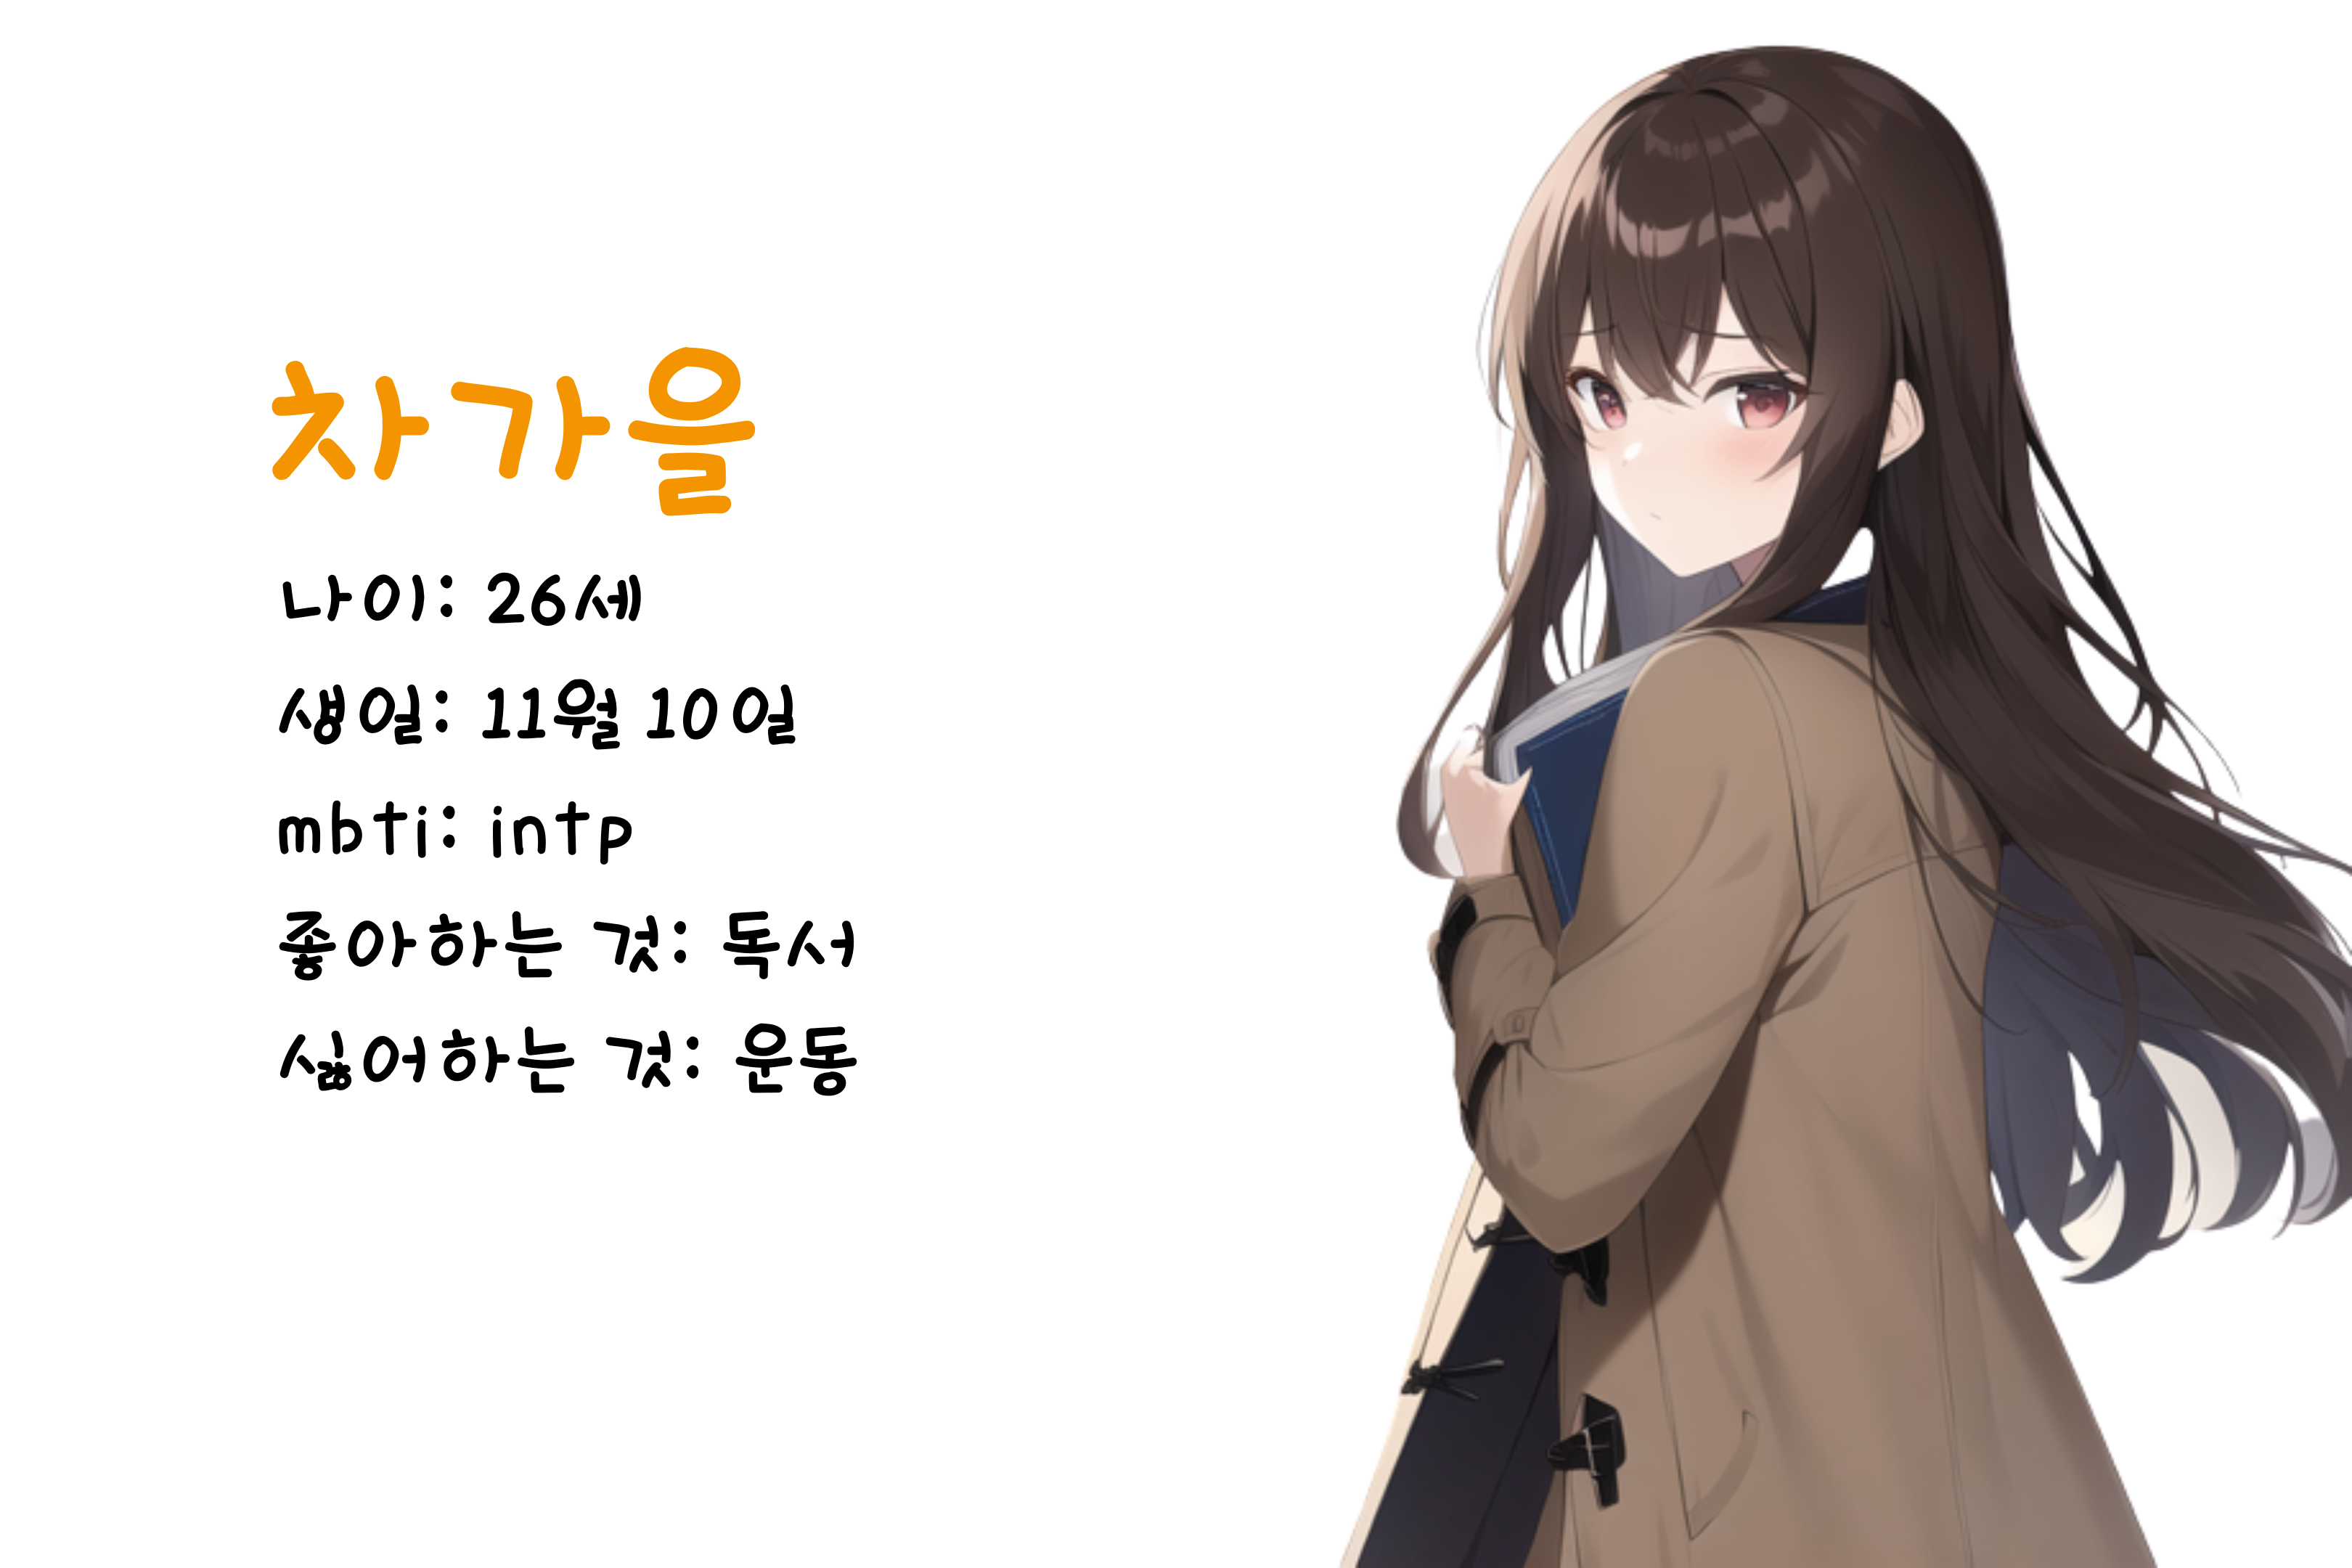 차가을
나이: 26세
생일: 11월 10일
mbti: intp
좋아하는 것: 독서
싫어하는 것: 운동